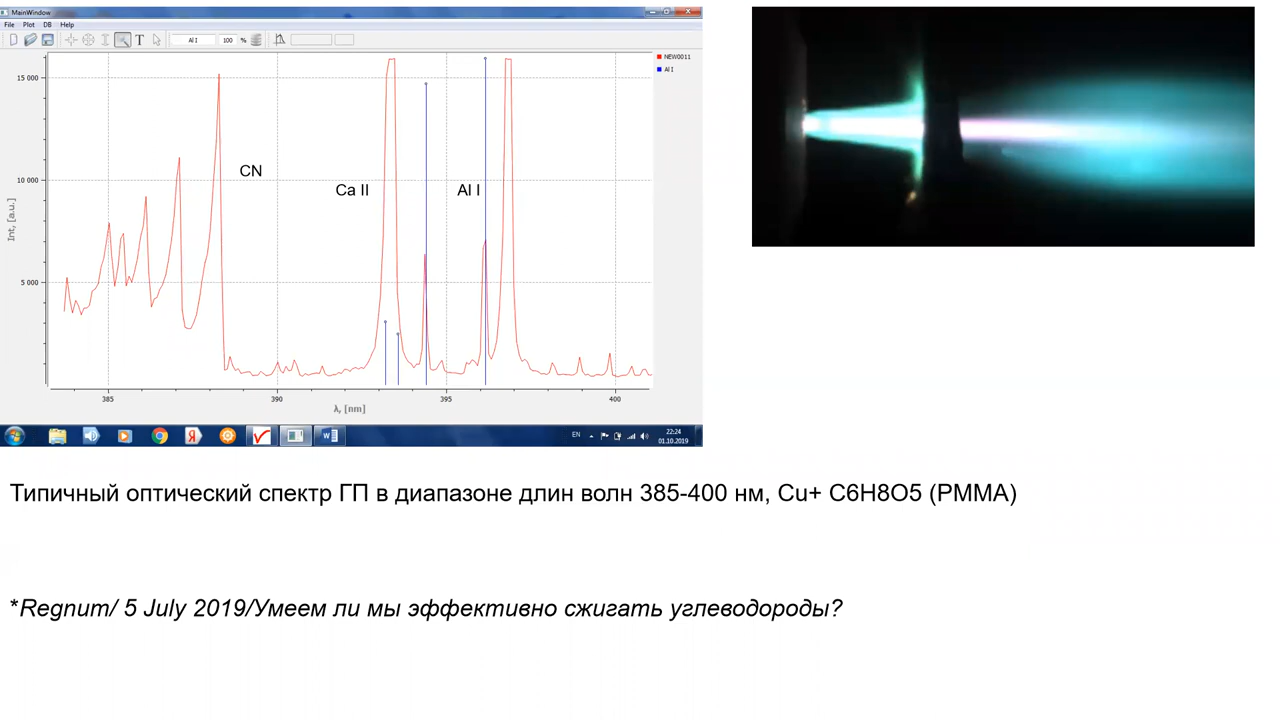 MainWindow
File Plot DB Help
T Al I 100 %
NEW0011
Al I
15 000
10 000
5 000
Int, [a.u.]
CN
Ca II
Al I
385
390
395
400
λ, [nm]
EN
22:24
01.10.2019
Типичный оптический спектр ГП в диапазоне длин волн 385-400 нм, Cu+ C6H8O5 (PMMA)
*Regnum/ 5 July 2019/Умеем ли мы эффективно сжигать углеводороды?